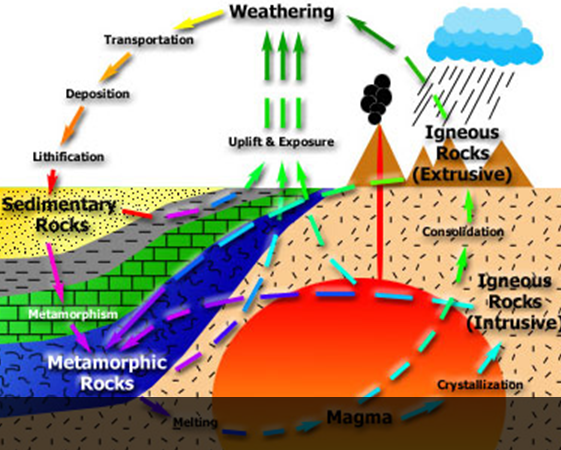 Weathering
Transportation
Deposition
Lithification
Uplift & Exposure
Igneous
Rocks
(Extrusive)
Sedimentary
Rocks
Consolidation
Igneous
Rocks
(Intrusive)
Metamorphism
Metamorphic
Rocks
Crystallization
Melting
Magma